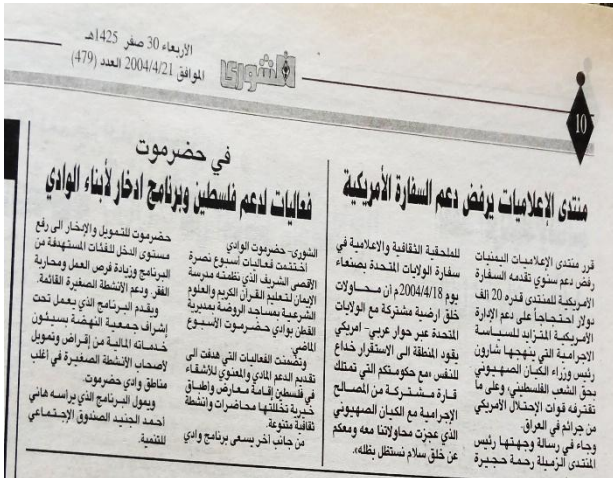 الأربعاء 30 صفر 1425هـ
الموافق 2004/4/21 العدد (479)
الشورى
10
منتدى الإعلاميات يرفض دعم السفارة الأمريكية
قرر منتدى الإعلاميات اليمنيات
رفض دعم سنوي تقدمه السفارة
الأمريكية للمنتدى قدره 20 الف
دولار احتجاجاً على دعم الإدارة
الأمريكية المتزايد للسياسة
الاجرامية التي ينهجها شارون
رئيس وزراء الكيان الصهيوني
بحق الشعب الفلسطيني، وعلى ما
تقترفه قوات الإحتلال الأمريكي
من جرائم في العراق.
وجاء في رسالة وجهتها رئيس
المنتدى الزميلة رحمة حجيرة
للملحقية الثقافية والاعلامية في
سفارة الولايات المتحدة بصنعاء
يوم 2004/4/18م أن محاولات
خلق ارضية مشتركة مع الولايات
المتحدة عبر حوار عربي- امريكي
يقود المنطقة الى الاستقرار خداع
للنفس «مع حكومتكم التي تمتلك
قارة مشتركة من المصالح
الإجرامية مع الكيان الصهيوني
الذي عجزت محاولاتنا معه ومعكم
عن خلق سلام نستظل بظله».
في حضرموت
فعاليات لدعم فلسطين وبرنامج ادخار لأبناء الوادي
الشورى- حضرموت الوادي
اختتمت فعاليات أسبوع نصرة
الأقصى الشريف الذي نظمته مدرسة
الإيمان لتعليم القرآن الكريم والعلوم
الشرعية بمساجد الروضة بمديرية
القطن بوادي حضرموت الأسبوع
الماضي.
وتضمنت الفعاليات التي هدفت الى
تقديم الدعم المادي والمعنوي للأشقاء
في فلسطين إقامة معارض وأطباق
خيرية تخللتها محاضرات وأنشطة
ثقافية متنوعة.
من جانب آخر يسعى برنامج وادي
حضرموت للتمويل والإدخار الى رفع
مستوى الدخل للفئات المستهدفة من
البرنامج وزيادة فرص العمل ومحاربة
الفقر، ودعم الأنشطة الصغيرة القائمة.
ويقدم البرنامج الذي يعمل تحت
إشراف جمعية النهضة بسيئون
خدماته المالية من إقراض وتمويل
لأصحاب الأنشطة الصغيرة في اغلب
مناطق وادي حضرموت.
ويمول البرنامج الذي يراسه هاني
احمد الجنيد الصندوق الإجتماعي
للتنمية.